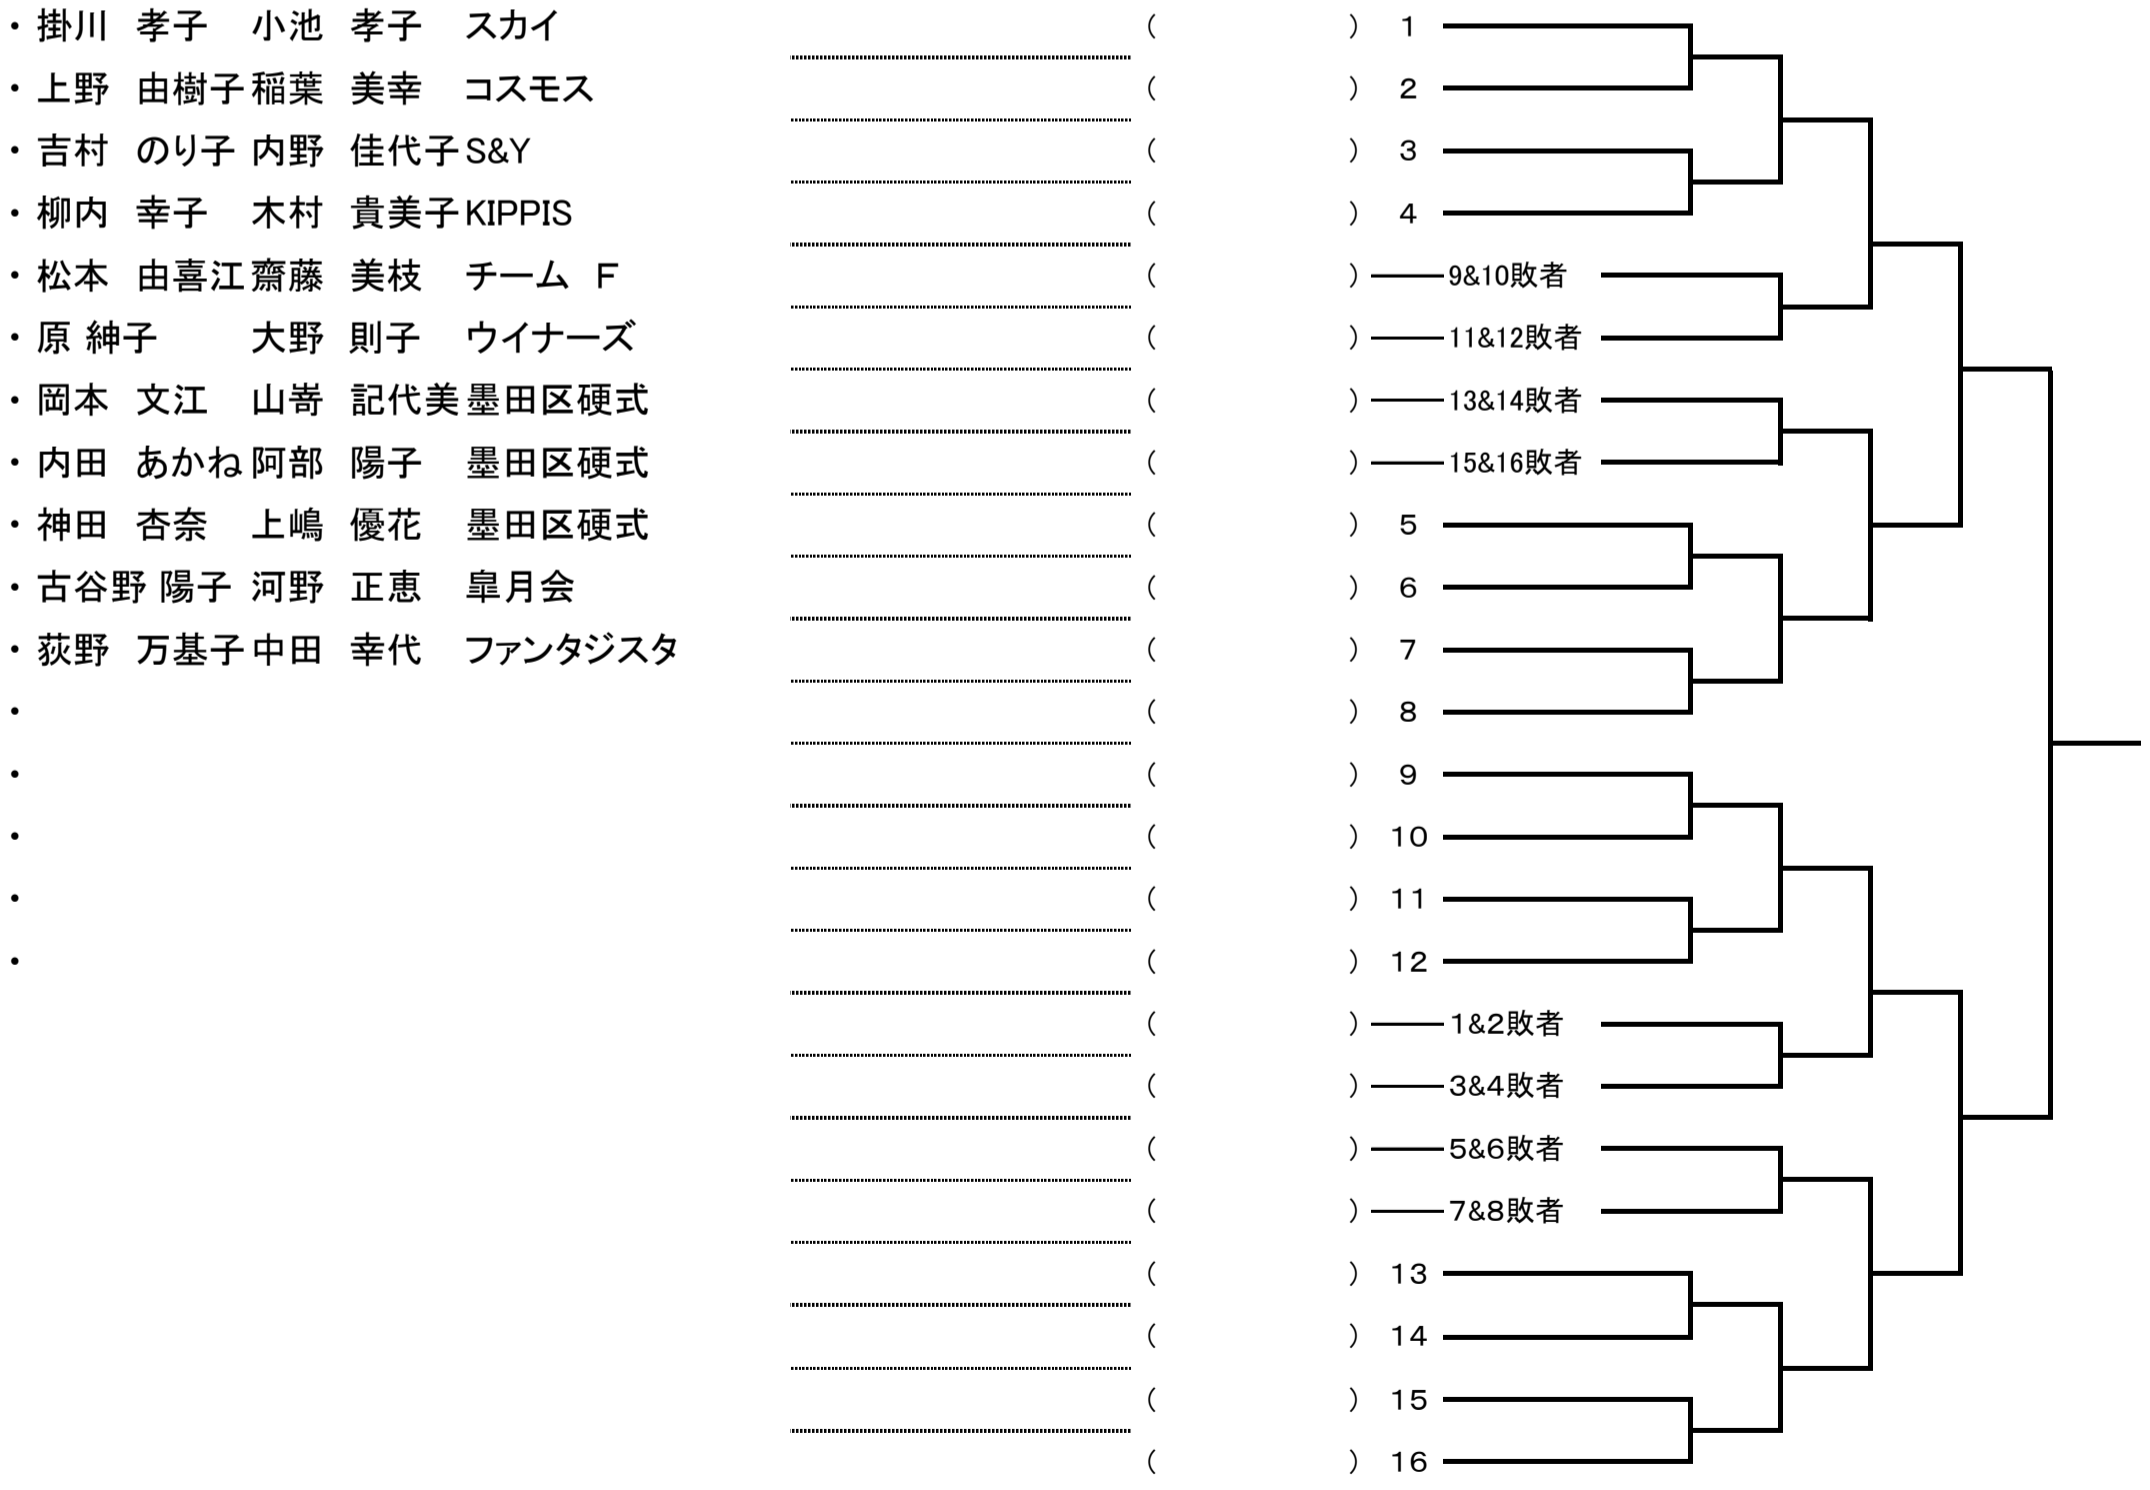 ・掛川 孝子 小池 孝子 スカイ ( ) 1
・上野 由樹子 稲葉 美幸 コスモス ( ) 2
・吉村 のり子 内野 佳代子 S&Y ( ) 3
・柳内 幸子 木村 貴美子 KIPPIS ( ) 4
・松本 由喜江 齋藤 美枝 チーム F ( ) 9&10敗者
・原 紳子 大野 則子 ウイナーズ ( ) 11&12敗者
・岡本 文江 山嵜 記代美 墨田区硬式 ( ) 13&14敗者
・内田 あかね 阿部 陽子 墨田区硬式 ( ) 15&16敗者
・神田 杏奈 上嶋 優花 墨田区硬式 ( ) 5
・古谷野 陽子 河野 正恵 皐月会 ( ) 6
・荻野 万基子 中田 幸代 ファンタジスタ ( ) 7
・ ( ) 8
・ ( ) 9
・ ( ) 10
・ ( ) 11
・ ( ) 12
( ) 1&2敗者
( ) 3&4敗者
( ) 5&6敗者
( ) 7&8敗者
( ) 13
( ) 14
( ) 15
( ) 16